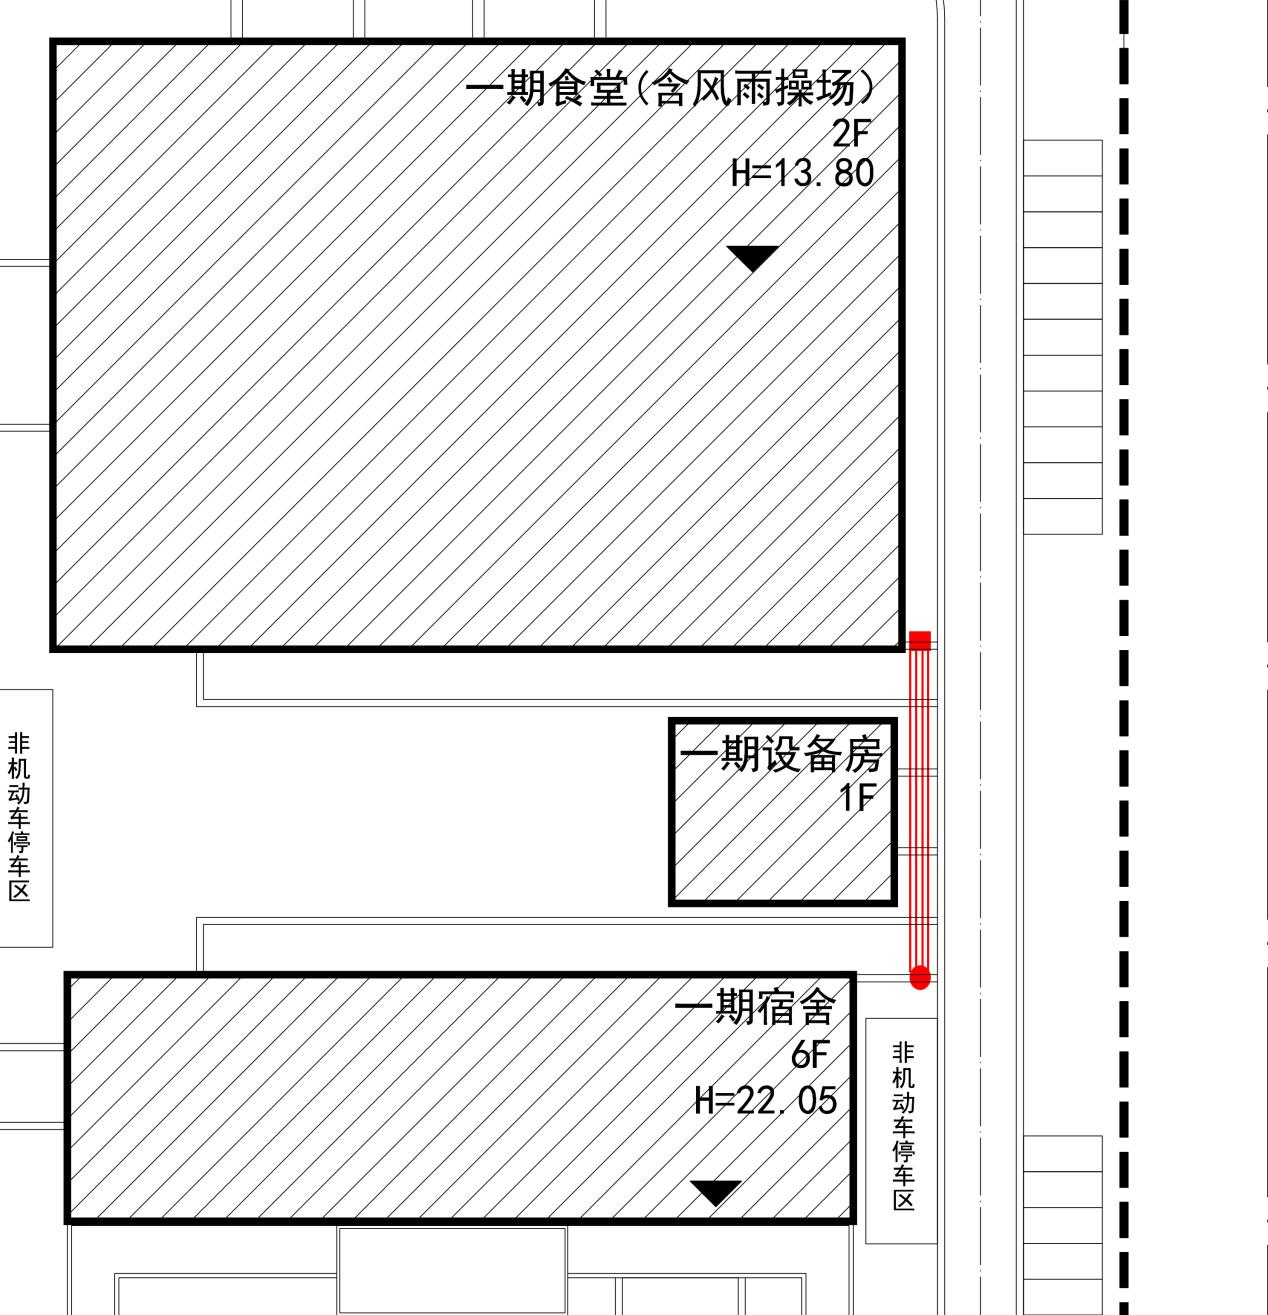 一期食堂(含风雨操场)
2F
H=13.80
一期设备房
1F
非机动车停车区
一期宿舍
6F
H=22.05
非机动车停车区